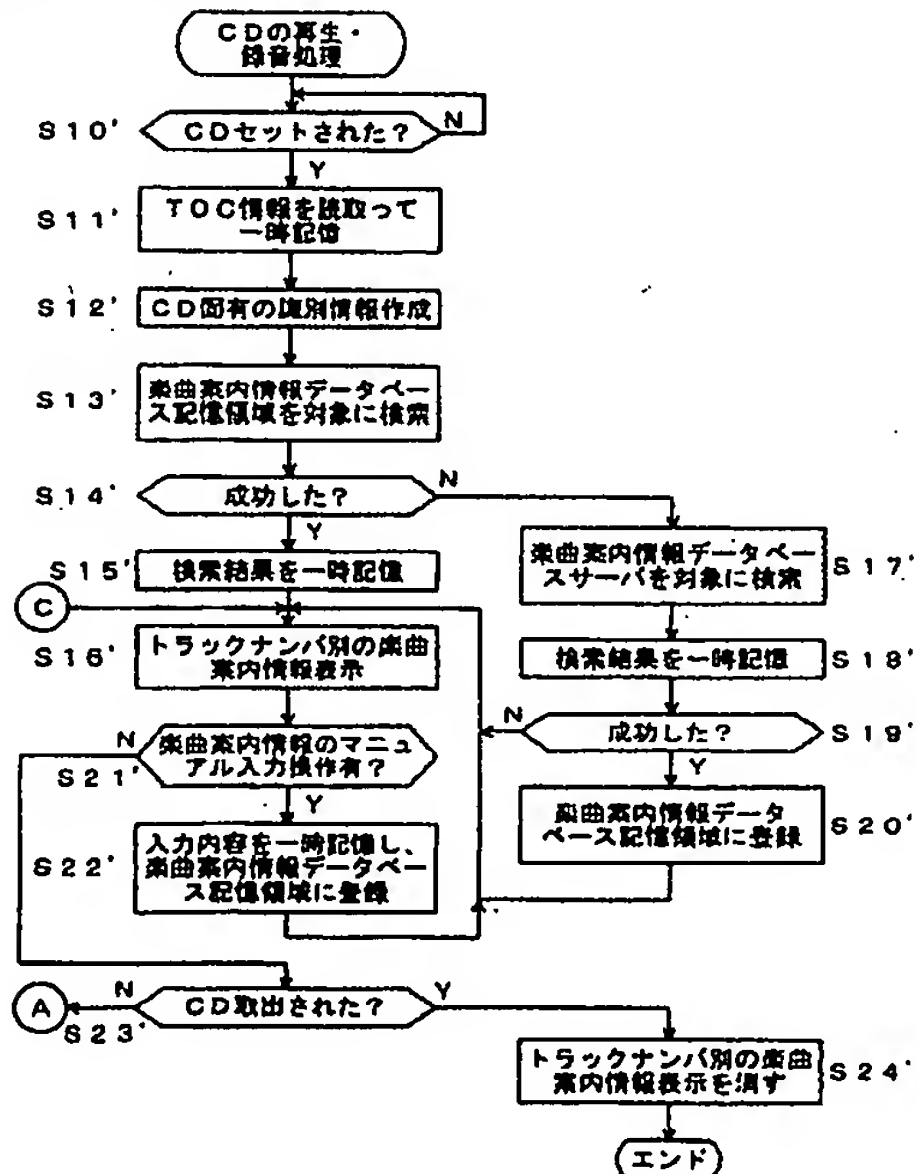 CDの再生・
録音処理
S10'
CDセットされた?
N
Y
S11'
TOC情報を読取って
一時記憶
S12'
CD固有の識別情報作成
S13'
楽曲案内情報データベー
ス記憶領域を対象に検索
S14'
成功した?
N
Y
S15'
検索結果を一時記憶
楽曲案内情報データベー
スサーバを対象に検索
S17'
C
S16'
トラックナンバ別の楽曲
案内情報表示
検索結果を一時記憶
S18'
N
成功した?
S19'
Y
N
楽曲案内情報のマニュ
アル入力操作有?
S21'
Y
楽曲案内情報データ
ベース記憶領域に登録
S20'
S22'
入力内容を一時記憶し、
楽曲案内情報データベー
ス記憶領域に登録
A
N
CD取出された?
Y
S23'
トラックナンバ別の楽曲
案内情報表示を消す
S24'
エンド